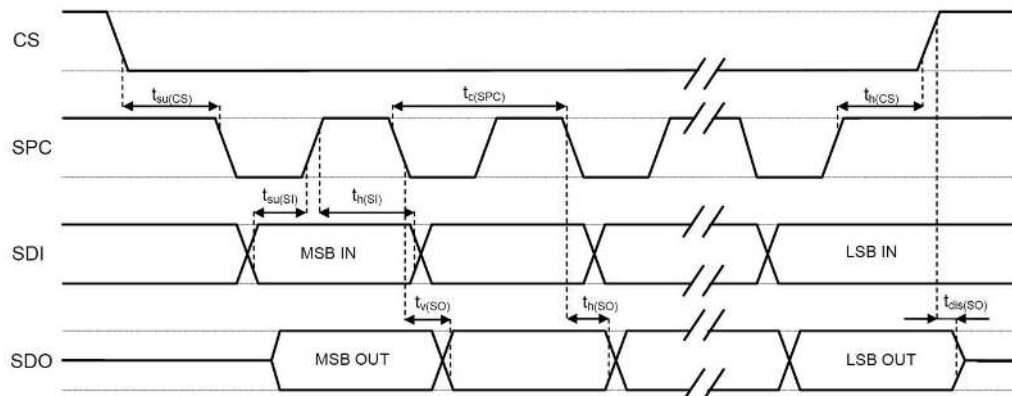 CS
t_su(CS)
t_c(SPC)
t_h(CS)
SPC
t_su(SI)
t_h(SI)
SDI
MSB IN
LSB IN
t_v(SO)
t_h(SO)
t_dis(SO)
SDO
MSB OUT
LSB OUT